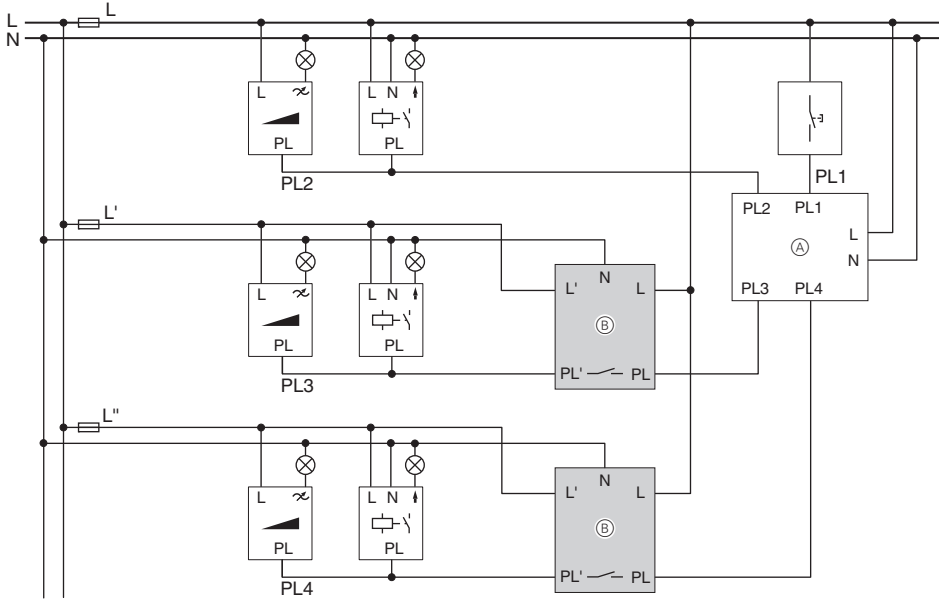 L L
N
L L N
PL PL
PL2 PL1
PL2 PL1
L' L
A
N
PL3 PL4
N
L' L
L L N
B
PL PL
PL' PL
PL3
L"
N
L' L
L L N
B
PL PL
PL' PL
PL4